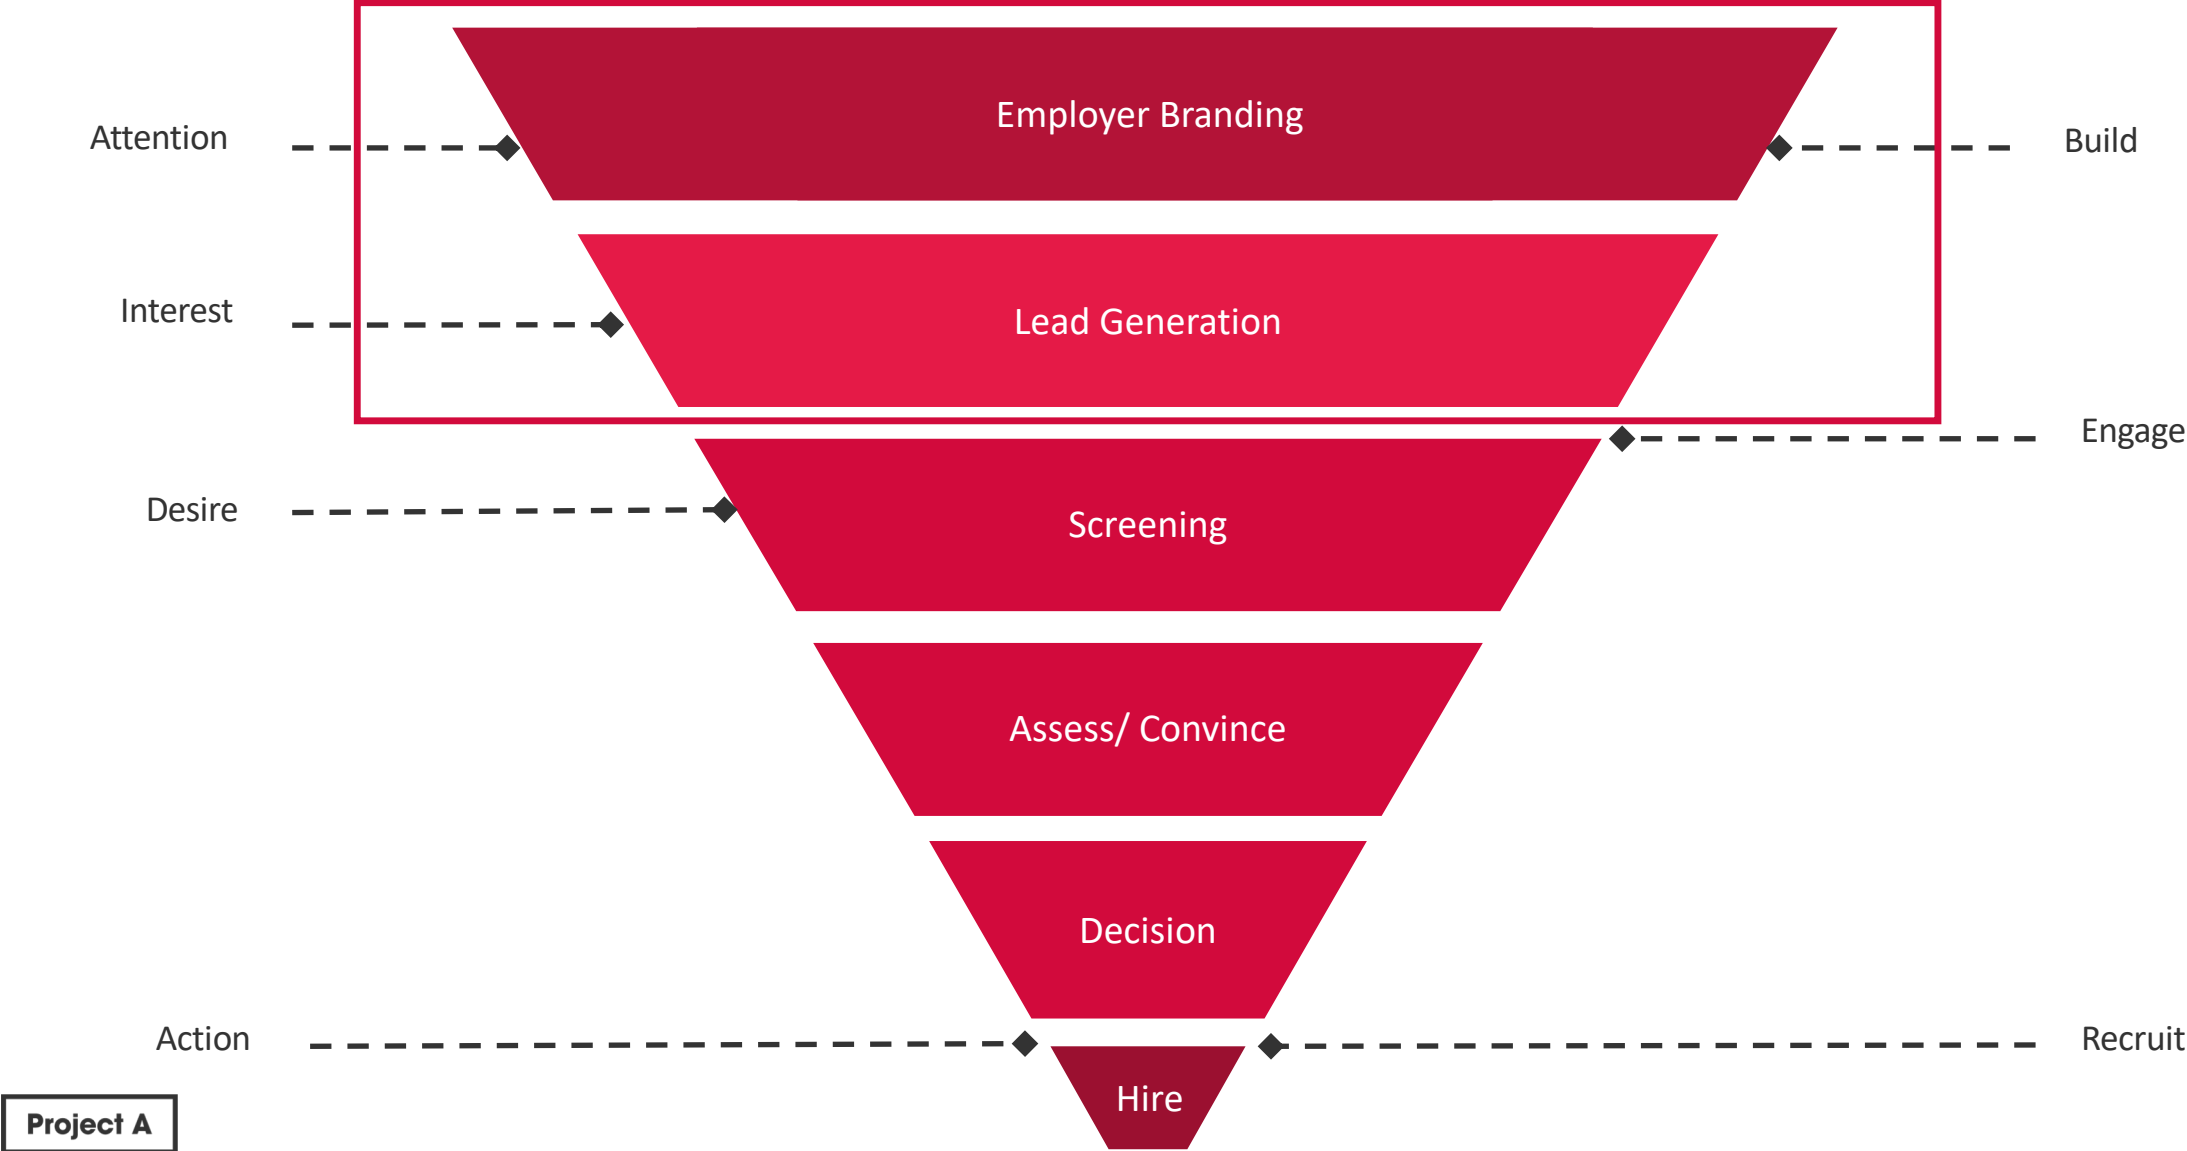 Employer Branding
Attention
Build
Interest
Lead Generation
Engage
Desire
Screening
Assess/ Convince
Decision
Action
Recruit
Hire
Project A